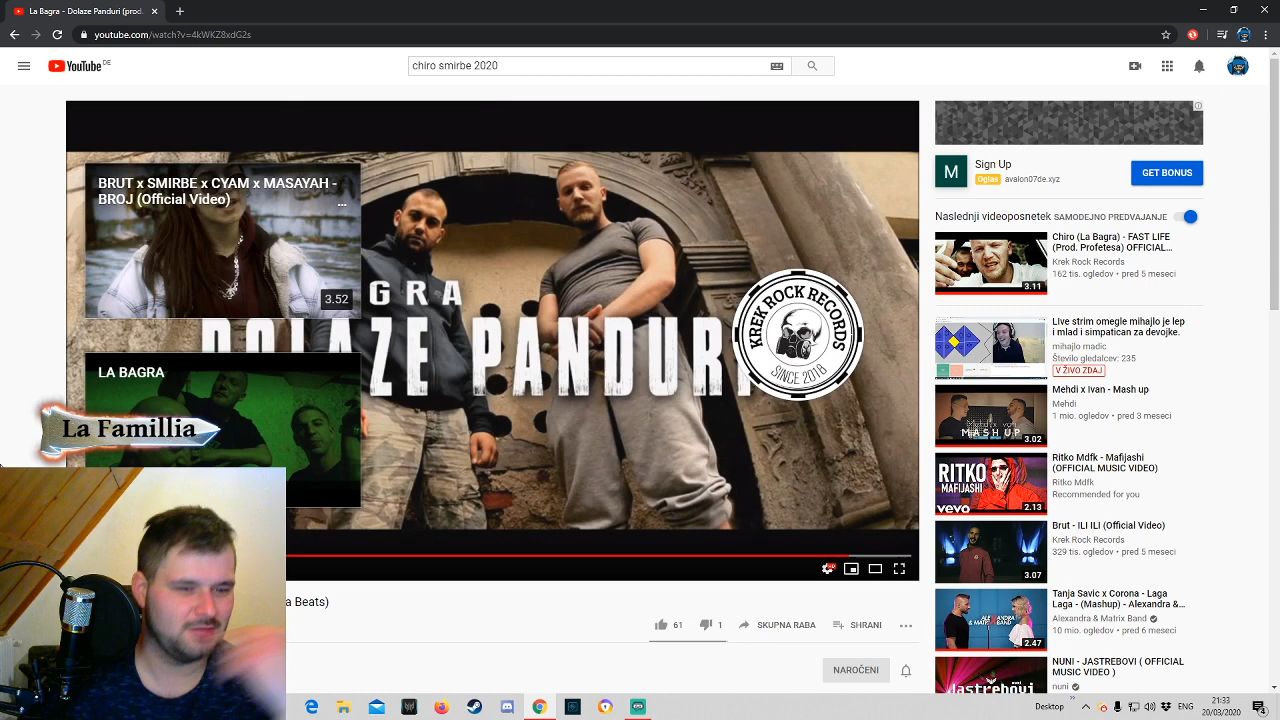 La Bagra - Dolaze Panduri (prod.
youtube.com/watch?v=4kWKZ8xdG2s
YouTube DE
chiro smirbe 2020
BRUT x SMIRBE x CYAM x MASAYAH -
BROJ (Official Video)
...
3.52
GRA
DOLAZE PANDURI
KREK ROCK RECORDS
SINCE 2018
LA BAGRA
La Famillia
a Beats)
61
1
SKUPNA RABA
SHRANI
NAROČENI
M
Sign Up
Oglas avalon07de.xyz
GET BONUS
Naslednji videoposnetek
SAMODEJNO PREDVAJANJE
Chiro (La Bagra) - FAST LIFE
(Prod. Profetesa) OFFICIAL...
Krek Rock Records
162 tis. ogledov • pred 5 meseci
3.11
LIve strim omegle mihajlo je lep
i mlad i simpatican za devojke.
mihajlo madic
Število gledalcev: 235
V ŽIVO ZDAJ
Mehdi x Ivan - Mash up
Mehdi
1 mio. ogledov • pred 3 meseci
MASH UP
3.02
Ritko Mdfk - Mafijashi
(OFFICIAL MUSIC VIDEO)
Ritko Mdfk
Recommended for you
RITKO
MAFIJASHI
vevo
2.13
Brut - ILI ILI (Official Video)
Krek Rock Records
329 tis. ogledov • pred 5 meseci
3.07
Tanja Savic x Corona - Laga
Laga - (Mashup) - Alexandra &...
Alexandra & Matrix Band
10 mio. ogledov • pred 6 meseci
2.47
NUNI - JASTREBOVI ( OFFICIAL
MUSIC VIDEO )
nuni
Jastrebovi
ENG
21:33
20/03/2020